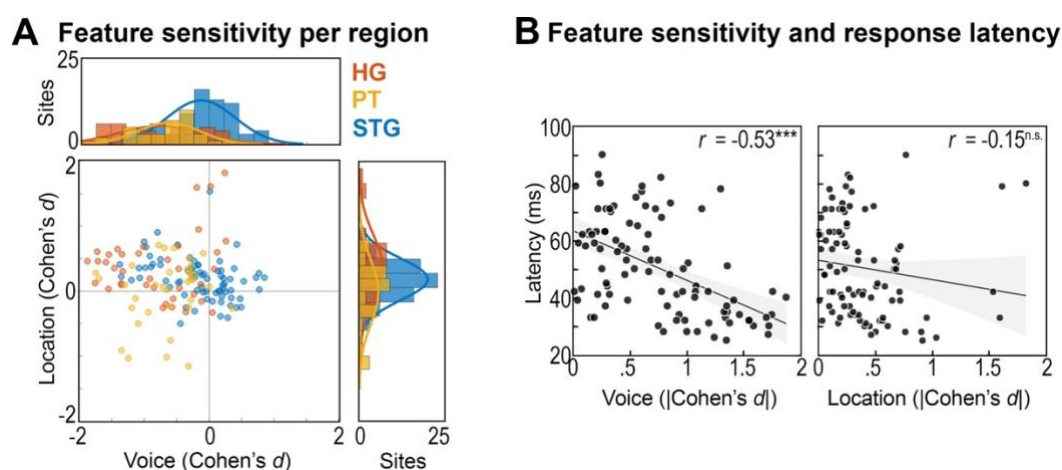 A Feature sensitivity per region
25
Sites
0
HG
PT
STG
2
Location (Cohen's d)
0
-2
-2 0 2
Voice (Cohen's d)
0 25
Sites
B Feature sensitivity and response latency
100
80
60
40
20
Latency (ms)
r = -0.53***
0 .5 1 1.5 2
Voice (|Cohen's d|)
r = -0.15n.s.
0 .5 1 1.5 2
Location (|Cohen's d|)